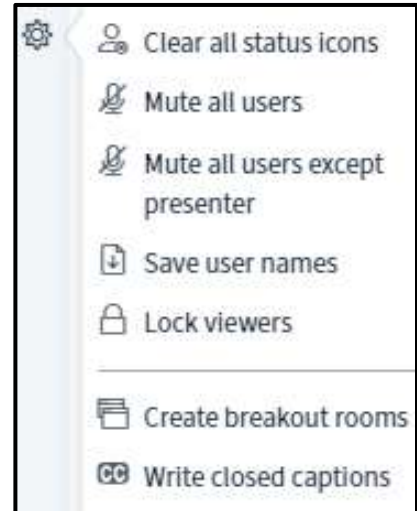 Clear all status icons
Mute all users
Mute all users except
presenter
Save user names
Lock viewers
Create breakout rooms
CC Write closed captions